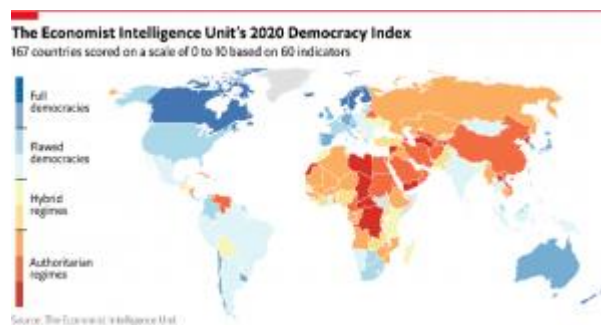 The Economist Intelligence Unit's 2020 Democracy Index
167 countries scored on a scale of 0 to 10 based on 60 indicators
Full
democracies
Flawed
democracies
Hybrid
regimes
Authoritarian
regimes
Source: The Economist Intelligence Unit